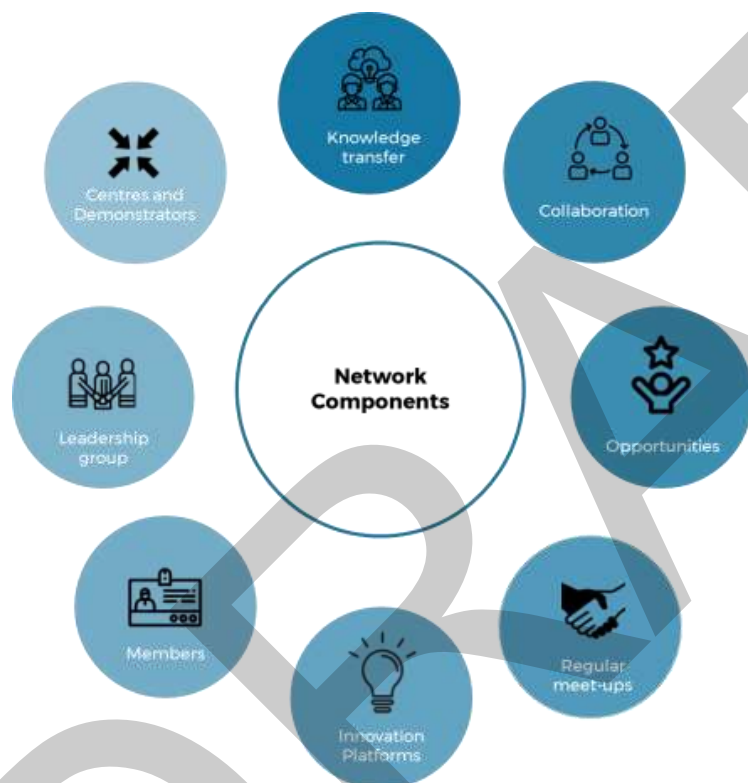 Knowledge
transfer
Collaboration
Opportunities
Regular
meet-ups
Innovation
Platforms
Members
Leadership
group
Centres and
Demonstrators
Network
Components